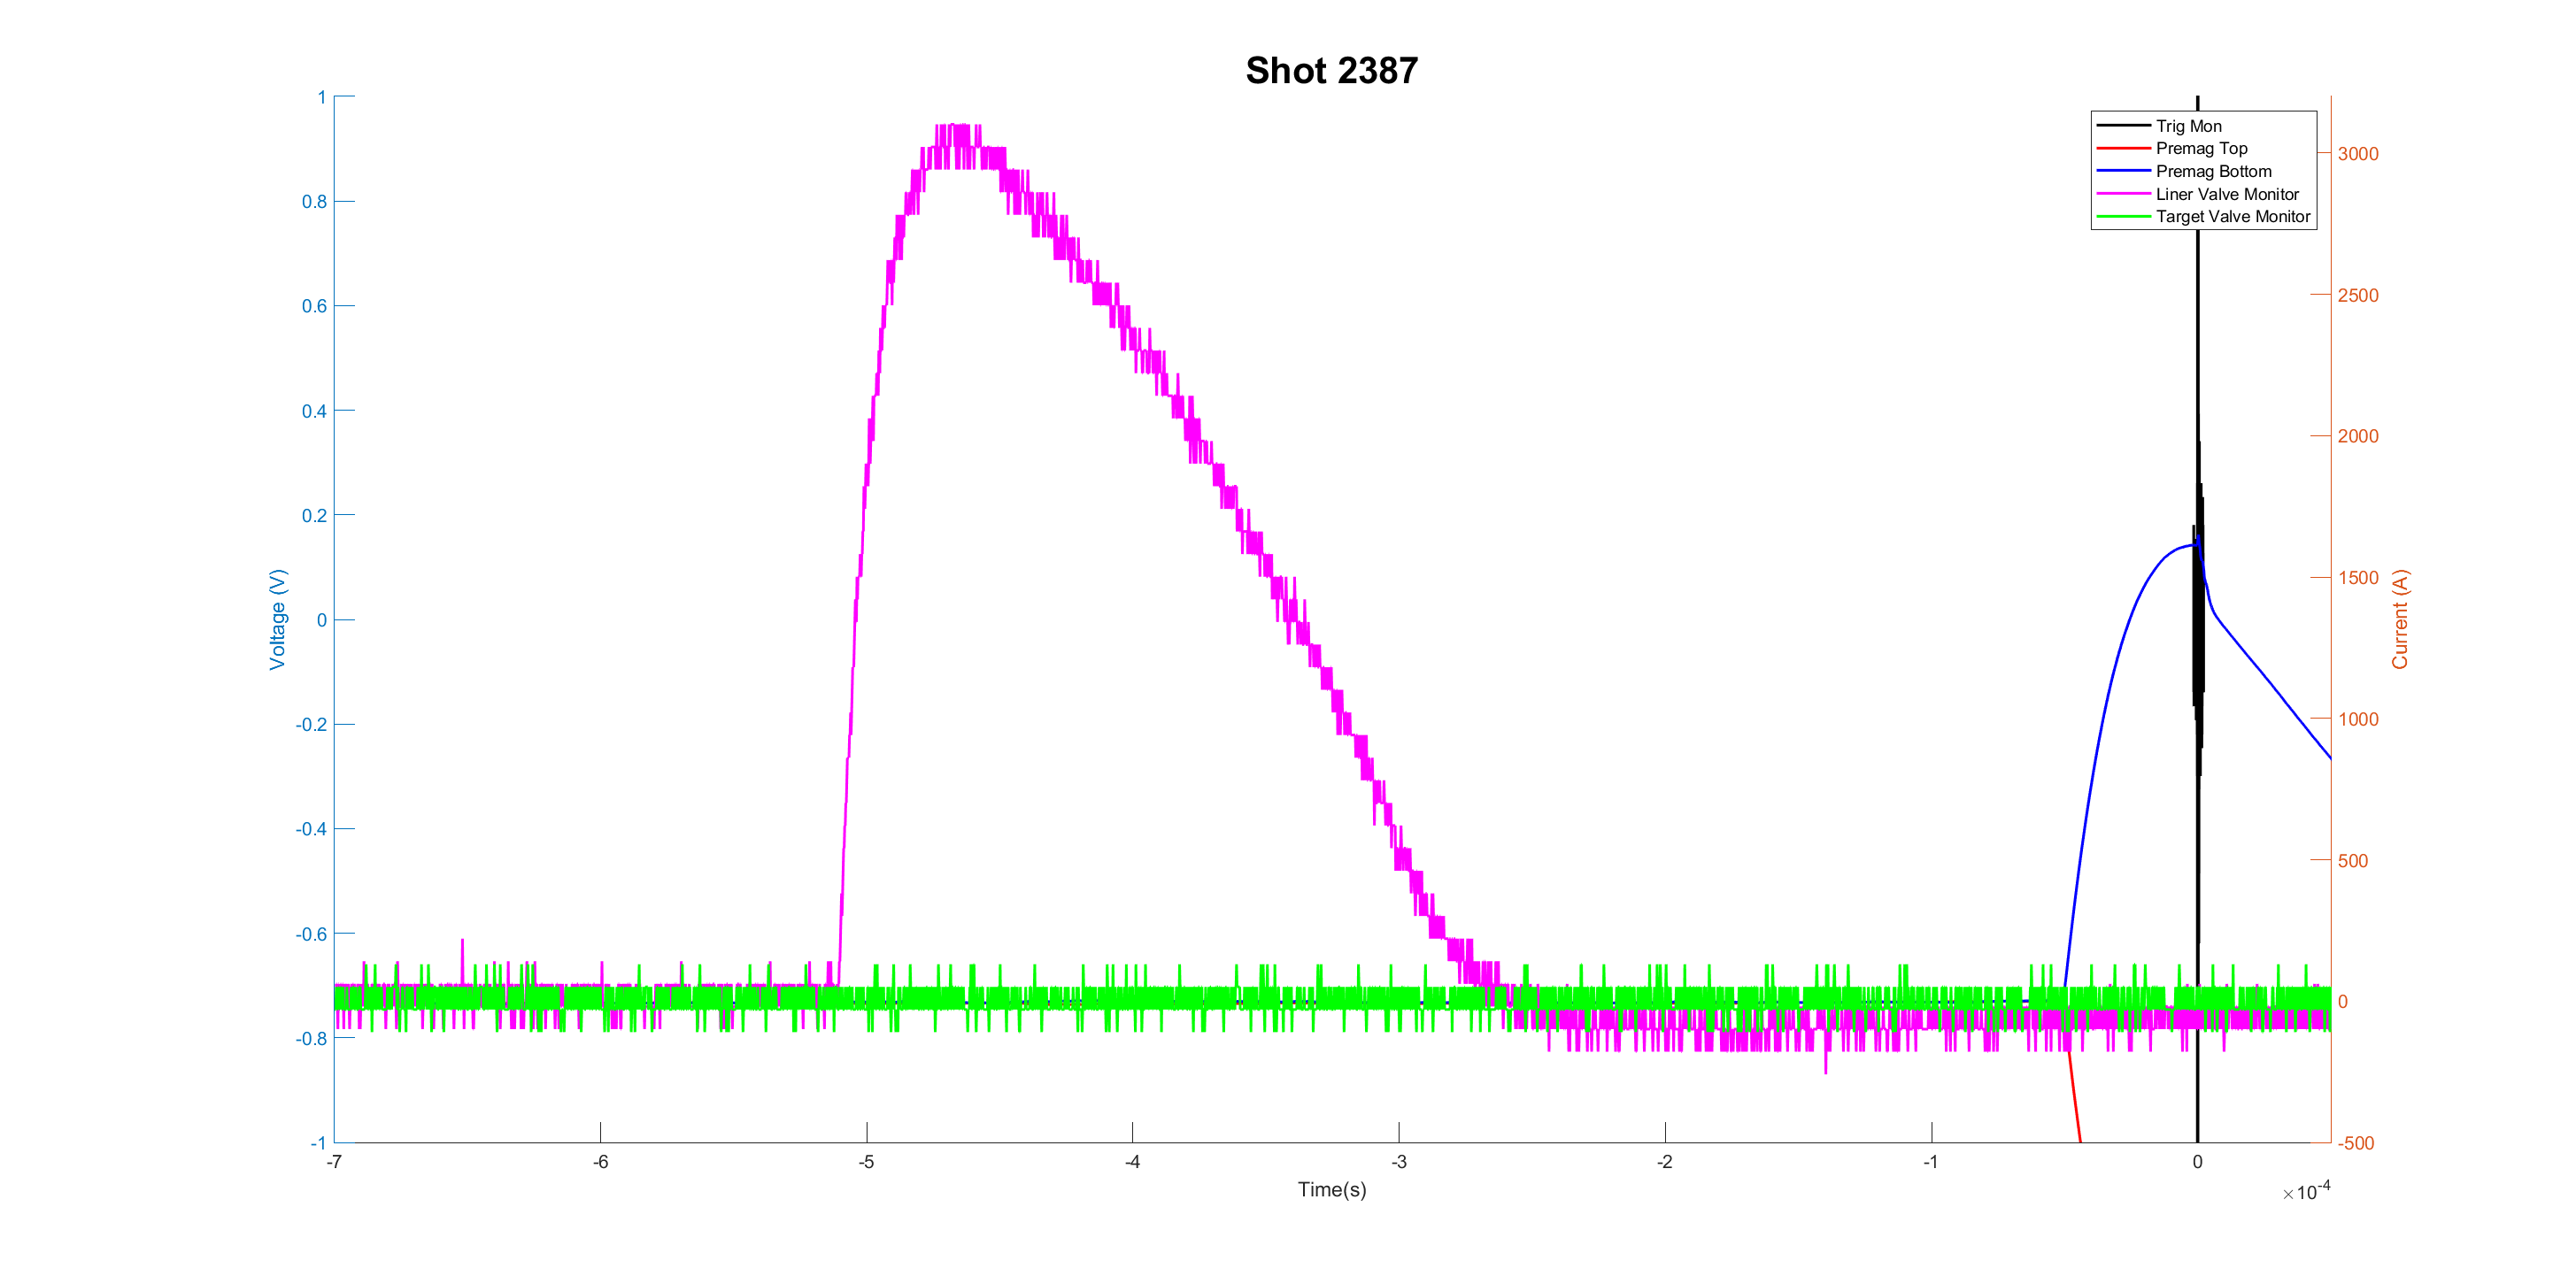 Shot 2387
1
0.8
0.6
0.4
0.2
0
-0.2
-0.4
-0.6
-0.8
-1
Voltage (V)
Trig Mon
Premag Top
Premag Bottom
Liner Valve Monitor
Target Valve Monitor
3000
2500
2000
1500
1000
500
0
-500
Current (A)
-7 -6 -5 -4 -3 -2 -1 0
Time(s)
×10-4